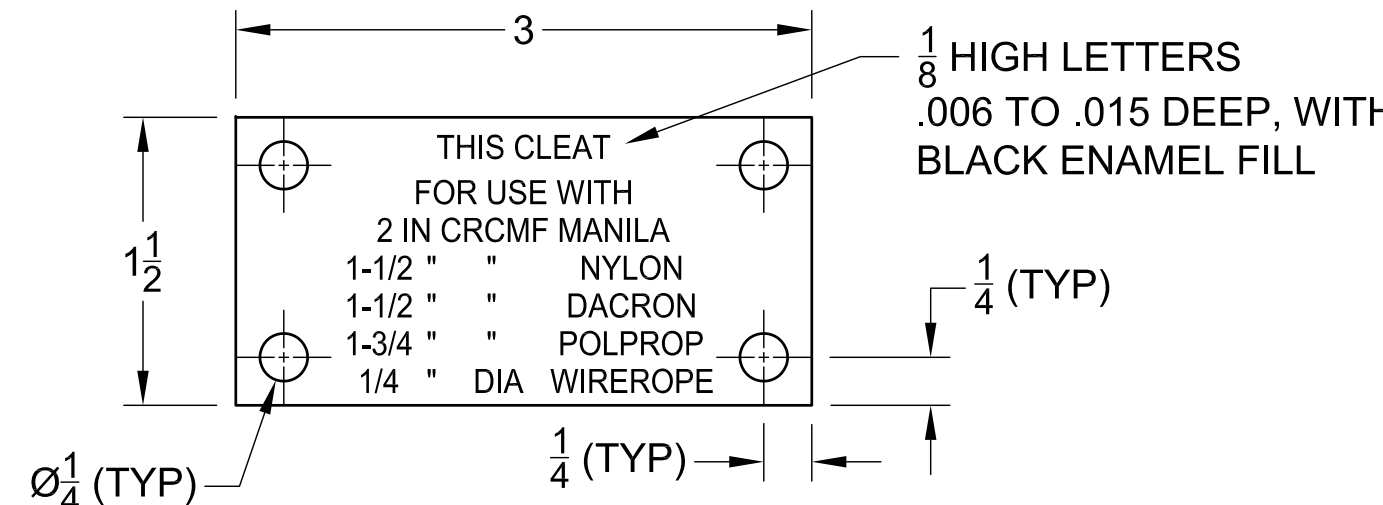 3
1/8 HIGH LETTERS
.006 TO .015 DEEP, WITH
BLACK ENAMEL FILL
THIS CLEAT
FOR USE WITH
2 IN CRCMF MANILA
1-1/2 " " NYLON
1-1/2 " " DACRON
1-3/4 " " POLPROP
1/4 " DIA WIREROPE
1 1/2
1/4 (TYP)
1/4 (TYP)
Ø1/4 (TYP)